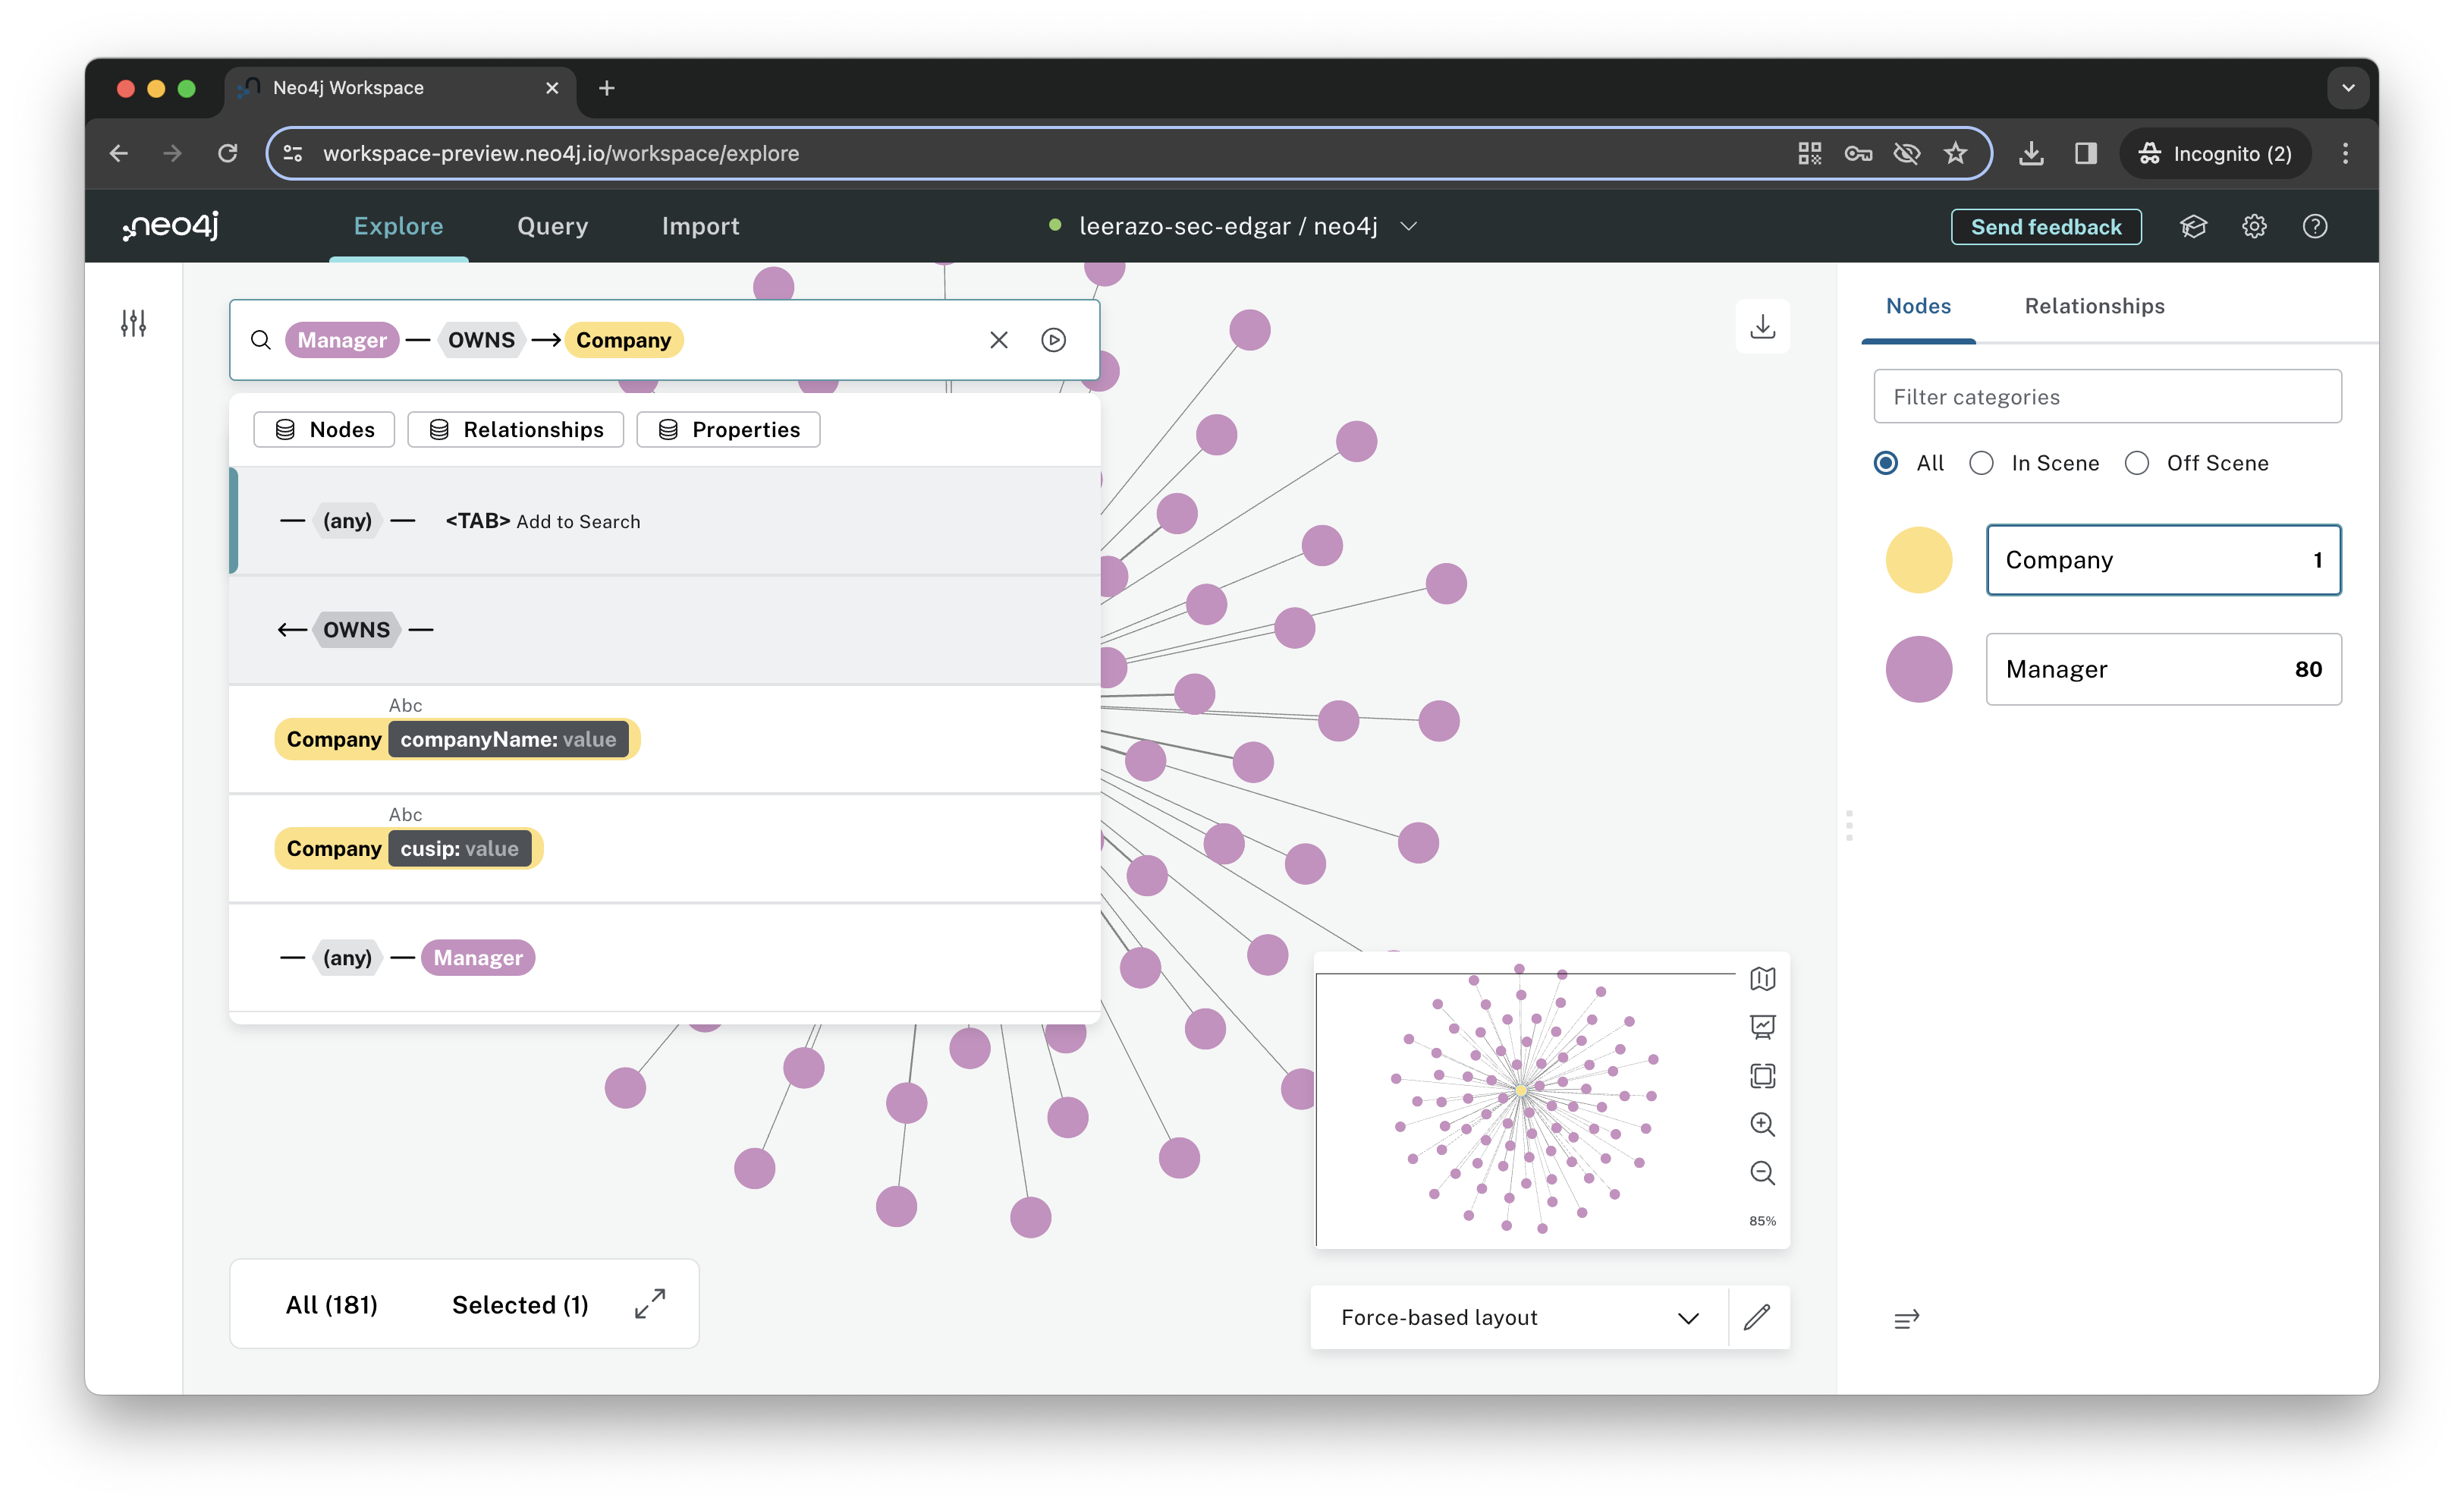 Neo4j Workspace
workspace-preview.neo4j.io/workspace/explore
Incognito (2)
neo4j
Explore
Query
Import
leerazo-sec-edgar / neo4j
Send feedback
Manager OWNS Company
Nodes
Relationships
Properties
(any) <TAB> Add to Search
OWNS
Abc
Company companyName: value
Abc
Company cusip: value
(any) Manager
All (181)
Selected (1)
85%
Force-based layout
Nodes
Relationships
Filter categories
All
In Scene
Off Scene
Company 1
Manager 80